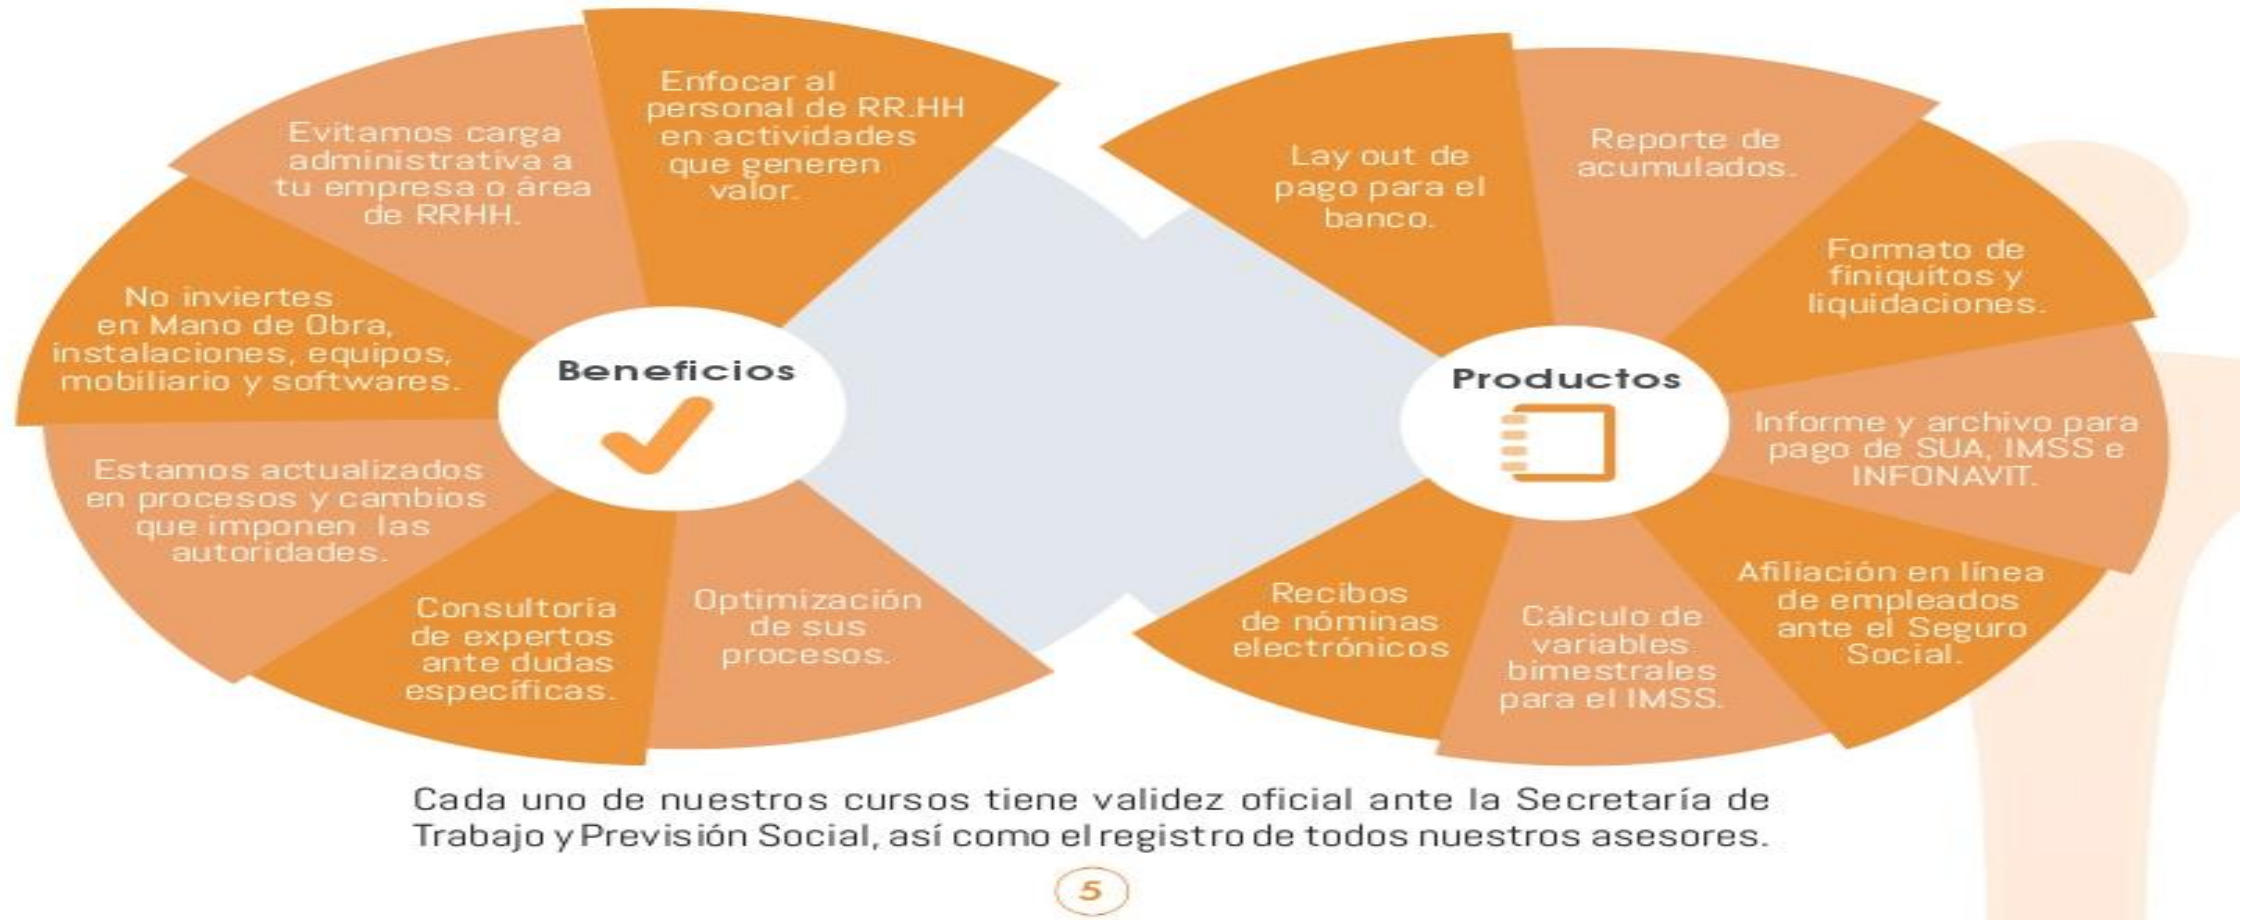 Enfocar al
personal de RR.HH
en actividades
que generen
valor.
Evitamos carga
administrativa a
tu empresa o área
de RRHH.
No inviertes
en Mano de Obra,
instalaciones, equipos,
mobiliario y softwares.
Estamos actualizados
en procesos y cambios
que imponen las
autoridades.
Consultoría
de expertos
ante dudas
específicas.
Optimización
de sus
procesos.
Beneficios
Lay out de
pago para el
banco.
Reporte de
acumulados.
Formato de
finiquitos y
liquidaciones.
Informe y archivo para
pago de SUA, IMSS e
INFONAVIT.
Afiliación en línea
de empleados
ante el Seguro
Social.
Cálculo de
variables
bimestrales
para el IMSS.
Recibos
de nóminas
electrónicos
Productos
Cada uno de nuestros cursos tiene validez oficial ante la Secretaría de
Trabajo y Previsión Social, así como el registro de todos nuestros asesores.
5